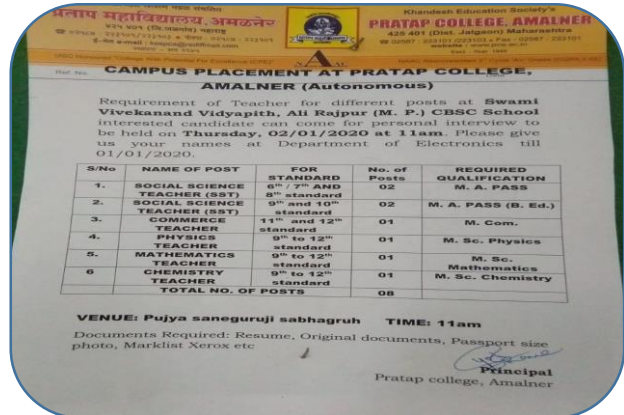 प्रताप महाविद्यालय, अमळनेर
Khandesh Education Society's
PRATAP COLLEGE, AMALNER
425 401 (Dist. Jalgaon) Maharashtra
CAMPUS PLACEMENT AT PRATAP COLLEGE,
AMALNER (Autonomous)
Requirement of Teacher for different posts at Swami
Vivekanand Vidyapith, Ali Rajpur (M. P.) CBSC School
interested candidate can come for personal interview to
be held on Thursday, 02/01/2020 at 11am. Please give
us your names at Department of Electronics till
01/01/2020.
S/No NAME OF POST FOR STANDARD No. of Posts REQUIRED QUALIFICATION
1. SOCIAL SCIENCE TEACHER (SST) 6th / 7th AND 8th standard 02 M. A. PASS
2. SOCIAL SCIENCE TEACHER (SST) 9th and 10th standard 02 M. A. PASS (B. Ed.)
3. COMMERCE TEACHER 11th and 12th standard 01 M. Com.
4. PHYSICS TEACHER 9th to 12th standard 01 M. Sc. Physics
5. MATHEMATICS TEACHER 9th to 12th standard 01 M. Sc. Mathematics
6 CHEMISTRY TEACHER 9th to 12th standard 01 M. Sc. Chemistry
TOTAL NO. OF POSTS 08
VENUE: Pujya saneguruji sabhagruh TIME: 11am
Documents Required: Resume, Original documents, Passport size
photo, Marklist Xerox etc
Principal
Pratap college, Amalner